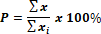 P = ∑x / ∑xᵢ x 100%